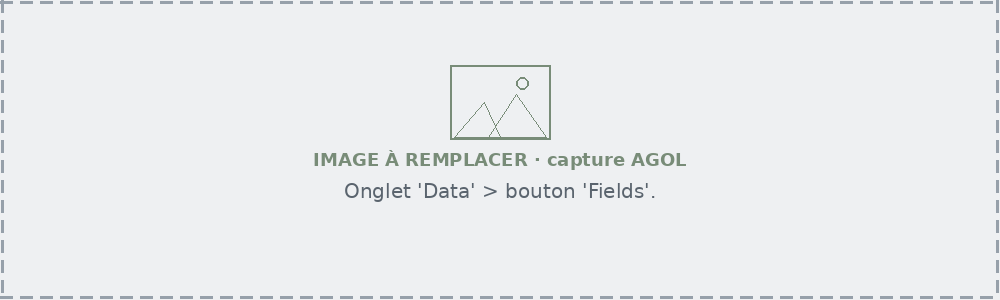 IMAGE À REMPLACER · capture AGOL
Onglet 'Data' > bouton 'Fields'.